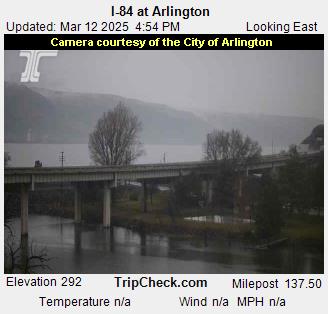 I-84 at Arlington
Updated: Mar 12 2025 4:54 PM Looking East
Camera courtesy of the City of Arlington
Elevation 292 TripCheck.com Milepost 137.50
Temperature n/a Wind n/a MPH n/a